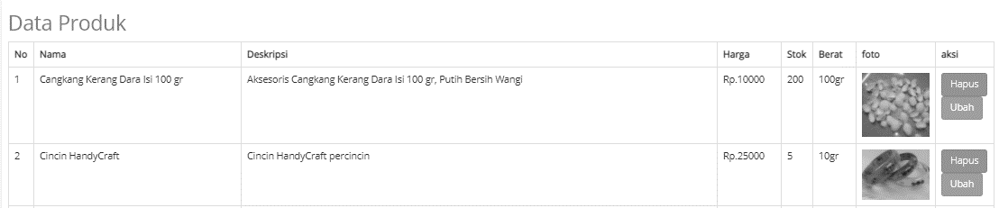 Data Produk
No Nama Deskripsi Harga Stok Berat foto aksi
1 Cangkang Kerang Dara Isi 100 gr Aksesoris Cangkang Kerang Dara Isi 100 gr, Putih Bersih Wangi Rp.10000 200 100gr Hapus
Ubah
2 Cincin HandyCraft Cincin HandyCraft percincin Rp.25000 5 10gr Hapus
Ubah